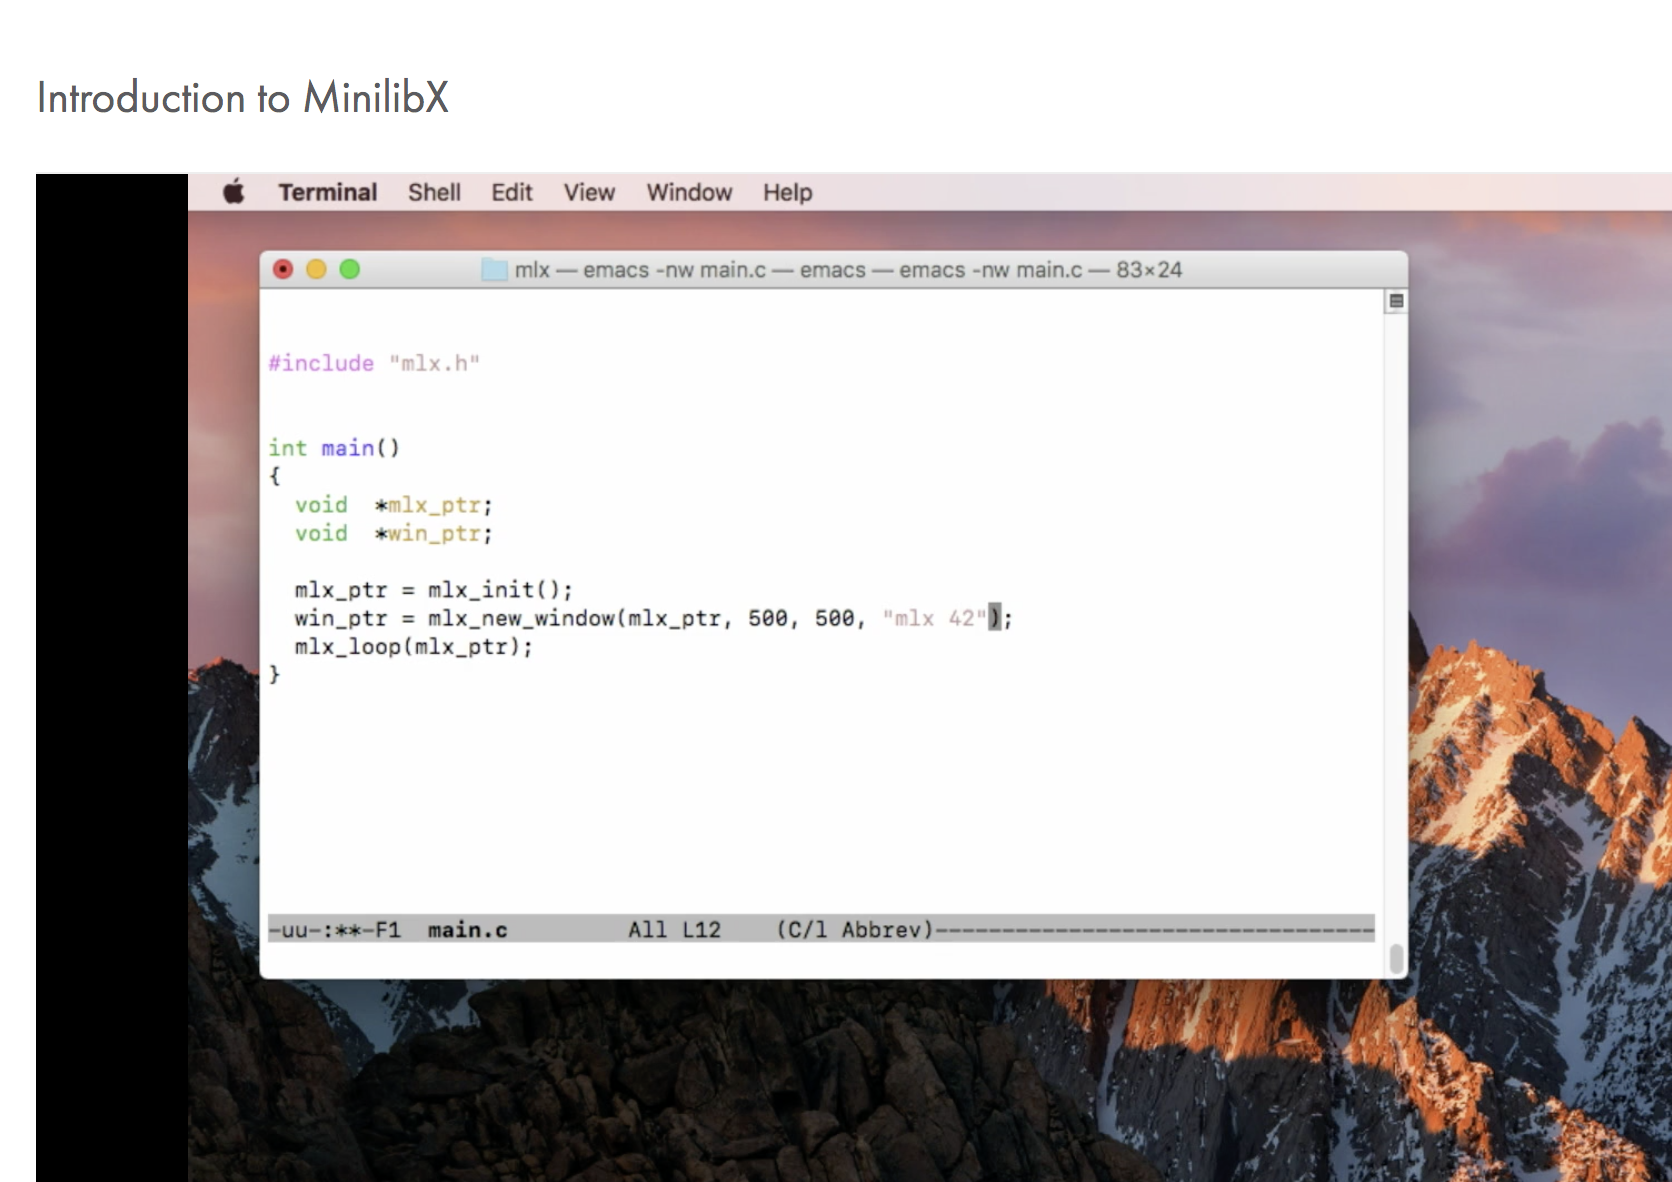 Introduction to MinilibX
Terminal Shell Edit View Window Help
mlx — emacs -nw main.c — emacs — emacs -nw main.c — 83×24
#include "mlx.h"
int main()
{
  void  *mlx_ptr;
  void  *win_ptr;
  mlx_ptr = mlx_init();
  win_ptr = mlx_new_window(mlx_ptr, 500, 500, "mlx 42");
  mlx_loop(mlx_ptr);
}
-uu-:**-F1  main.c         All L12    (C/l Abbrev)---------------------------------